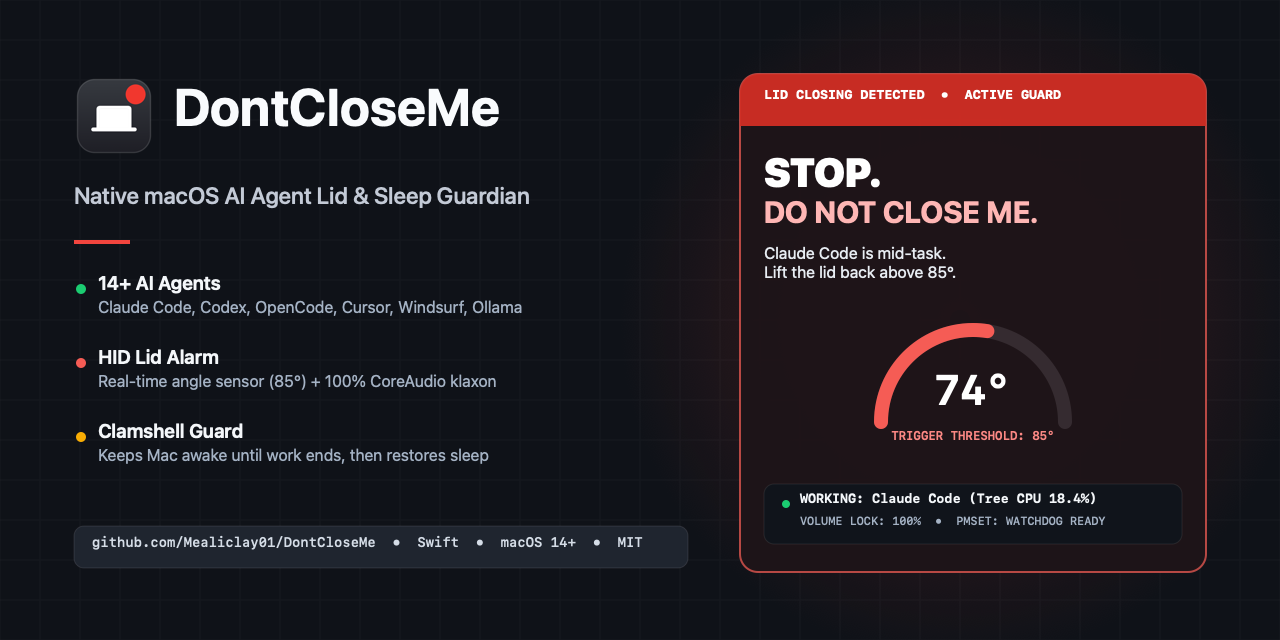 DontCloseMe
Native macOS AI Agent Lid & Sleep Guardian
14+ AI Agents
Claude Code, Codex, OpenCode, Cursor, Windsurf, Ollama
HID Lid Alarm
Real-time angle sensor (85°) + 100% CoreAudio klaxon
Clamshell Guard
Keeps Mac awake until work ends, then restores sleep
github.com/Mealiclay01/DontCloseMe ● Swift ● macOS 14+ ● MIT
LID CLOSING DETECTED ● ACTIVE GUARD
STOP.
DO NOT CLOSE ME.
Claude Code is mid-task.
Lift the lid back above 85°.
74°
TRIGGER THRESHOLD: 85°
WORKING: Claude Code (Tree CPU 18.4%)
VOLUME LOCK: 100% ● PMSET: WATCHDOG READY